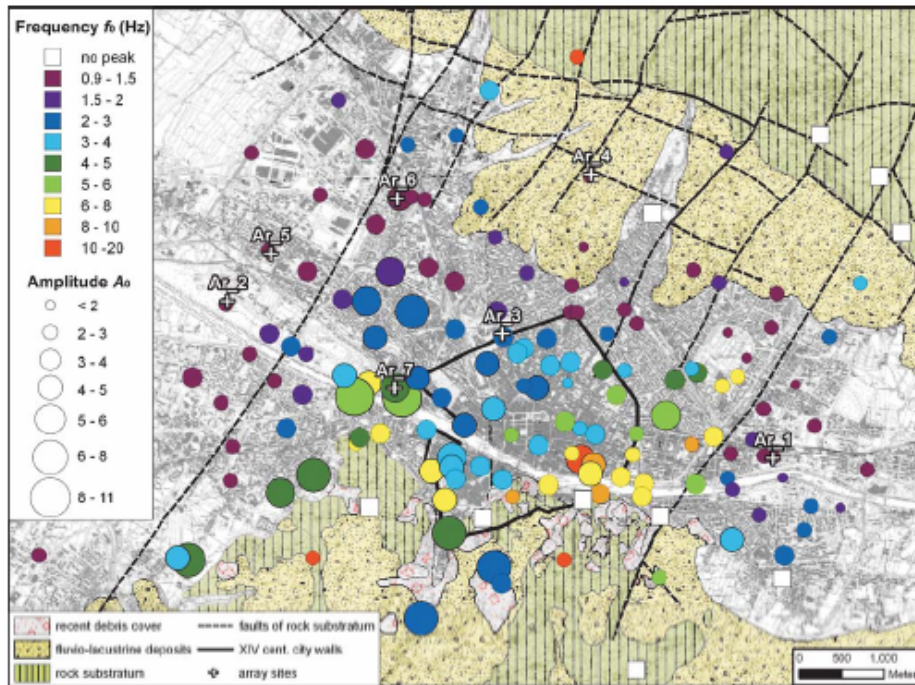 Frequency f₀ (Hz)
no peak
0.9 - 1.5
1.5 - 2
2 - 3
3 - 4
4 - 5
5 - 6
6 - 8
8 - 10
10 -20
Amplitude A₀
< 2
2 - 3
3 - 4
4 - 5
5 - 6
6 - 8
8 - 11
Ar_4
Ar_6
Ar_5
Ar_2
Ar_3
Ar_7
Ar_1
recent debris cover
fluvio-lacustrine deposits
rock substratum
faults of rock substratum
XIV cent. city walls
array sites
0 500 1,000
Meter